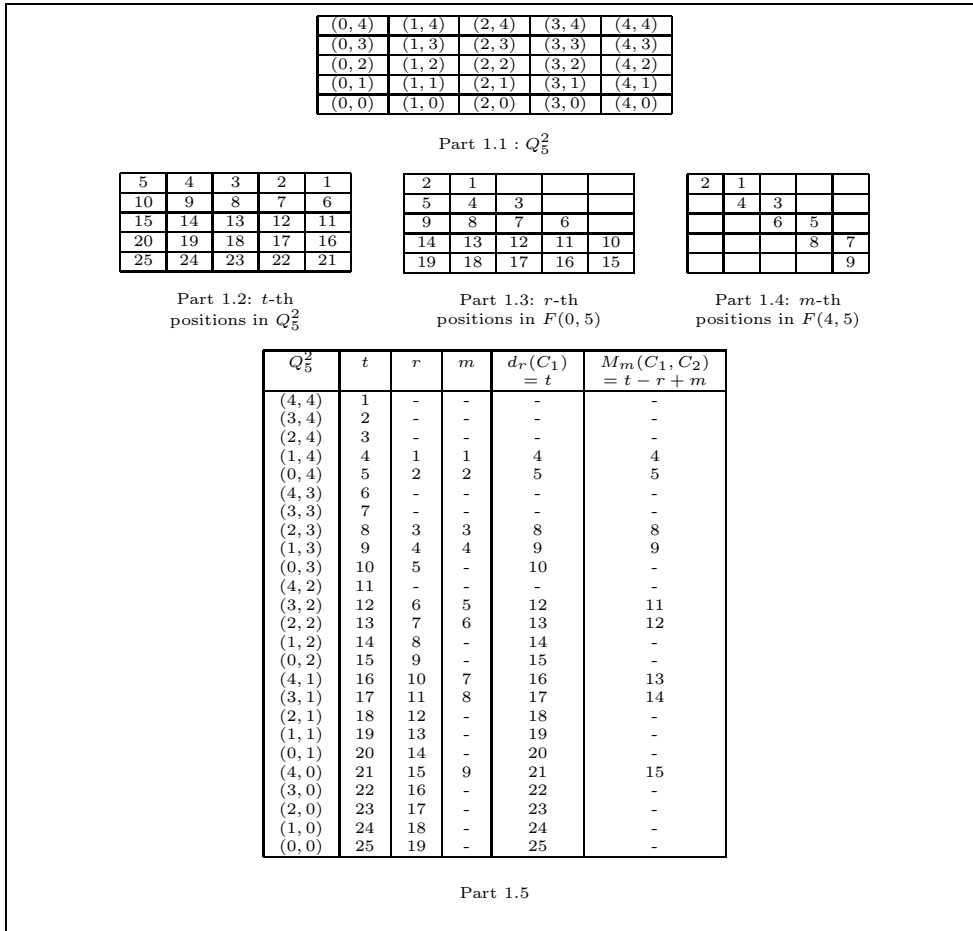 (0, 4) (1, 4) (2, 4) (3, 4) (4, 4)
(0, 3) (1, 3) (2, 3) (3, 3) (4, 3)
(0, 2) (1, 2) (2, 2) (3, 2) (4, 2)
(0, 1) (1, 1) (2, 1) (3, 1) (4, 1)
(0, 0) (1, 0) (2, 0) (3, 0) (4, 0)
Part 1.1 : $Q_5^2$
5 4 3 2 1
10 9 8 7 6
15 14 13 12 11
20 19 18 17 16
25 24 23 22 21
Part 1.2: $t$-th
positions in $Q_5^2$
2 1
5 4 3
9 8 7 6
14 13 12 11 10
19 18 17 16 15
Part 1.3: $r$-th
positions in $F(0, 5)$
2 1
4 3
6 5
8 7
9
Part 1.4: $m$-th
positions in $F(4, 5)$
$Q_5^2$ $t$ $r$ $m$ $d_r(C_1)$ $M_m(C_1, C_2)$
$= t$ $= t - r + m$
(4, 4) 1 - - - -
(3, 4) 2 - - - -
(2, 4) 3 - - - -
(1, 4) 4 1 1 4 4
(0, 4) 5 2 2 5 5
(4, 3) 6 - - - -
(3, 3) 7 - - - -
(2, 3) 8 3 3 8 8
(1, 3) 9 4 4 9 9
(0, 3) 10 5 - 10 -
(4, 2) 11 - - - -
(3, 2) 12 6 5 12 11
(2, 2) 13 7 6 13 12
(1, 2) 14 8 - 14 -
(0, 2) 15 9 - 15 -
(4, 1) 16 10 7 16 13
(3, 1) 17 11 8 17 14
(2, 1) 18 12 - 18 -
(1, 1) 19 13 - 19 -
(0, 1) 20 14 - 20 -
(4, 0) 21 15 9 21 15
(3, 0) 22 16 - 22 -
(2, 0) 23 17 - 23 -
(1, 0) 24 18 - 24 -
(0, 0) 25 19 - 25 -
Part 1.5